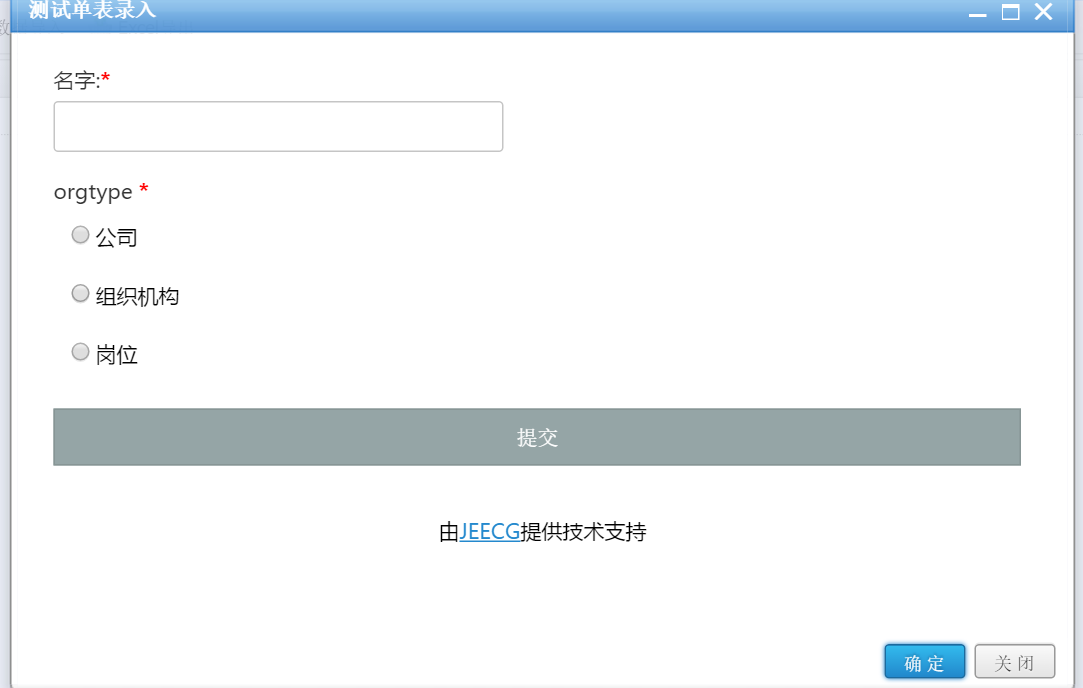 测试单表录入
名字:*
orgtype *
公司
组织机构
岗位
提交
由JEECG提供技术支持
确定
关闭